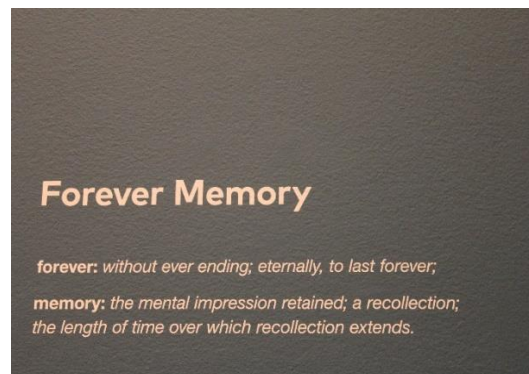 Forever Memory
forever: without ever ending; eternally, to last forever;
memory: the mental impression retained; a recollection;
the length of time over which recollection extends.